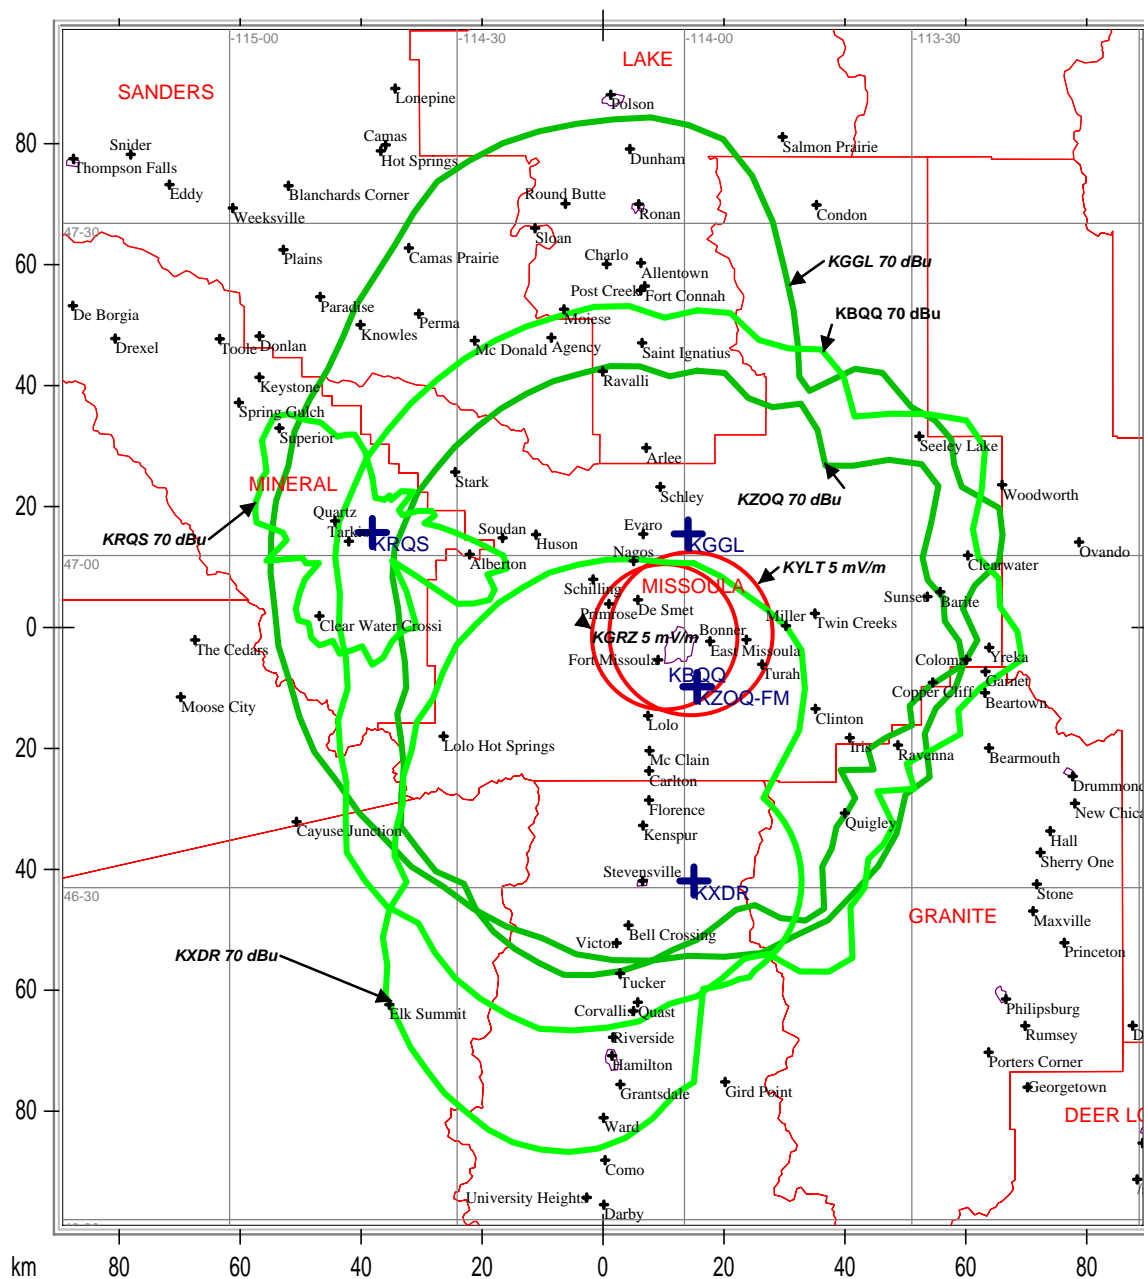 -115-00
-114-30
-114-00
-113-30
LAKE
SANDERS
Lonepine
Polson
80
Snider
Camas
Hot Springs
Dunham
Salmon Prairie
Thompson Falls
Eddy
Blanchards Corner
Weeksville
Round Butte
Ronan
Condon
47-30
Sloan
60
Plains
Camas Prairie
Charlo
Allentown
KGGL 70 dBu
Post Creek
Fort Connah
De Borgia
Paradise
Perma
Moiese
KBQQ 70 dBu
Knowles
Drexel
Toole
Donlan
Mc Donald
Agency
Saint Ignatius
40
Keystone
Ravalli
Spring Gulch
Superior
Seeley Lake
Arlee
Stark
MINERAL
Schley
KZOQ 70 dBu
Woodworth
20
Quartz
Tarkio
KRQS 70 dBu
KRQS
Soudan
Huson
Evaro
KGGL
Ovando
47-00
Alberton
Nagos
Clearwater
KYLT 5 mV/m
MISSOULA
Schilling
Primrose
De Smet
Miller
Twin Creeks
Sunset
Barite
0
Clear Water Crossi
KGRZ 5 mV/m
Bonner
The Cedars
East Missoula
Fort Missoula
Turah
Coloma
Yreka
KBQQ
Garnet
Moose City
KZOQ-FM
Copper Cliff
Beartown
Lolo
Clinton
Lolo Hot Springs
Iris
Ravenna
Bearmouth
20
Mc Clain
Carlton
Drummond
Florence
New Chica
Cayuse Junction
Kenspur
Quigley
Hall
Sherry One
40
Stevensville
KXDR
46-30
Stone
GRANITE
Maxville
Bell Crossing
Victor
KXDR 70 dBu
Princeton
Tucker
60
Elk Summit
Corvallis
Quast
Philipsburg
Riverside
Rumsey
D
Hamilton
Porters Corner
Grantsdale
Gird Point
Georgetown
80
Ward
DEER LO
Como
University Heights
Darby
km
80
60
40
20
0
20
40
60
80